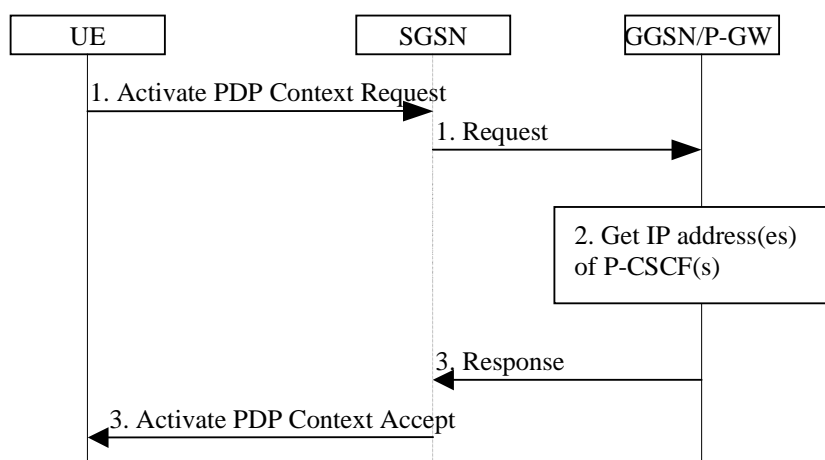 UE
SGSN
GGSN/P-GW
1. Activate PDP Context Request
1. Request
2. Get IP address(es)
of P-CSCF(s)
3. Response
3. Activate PDP Context Accept